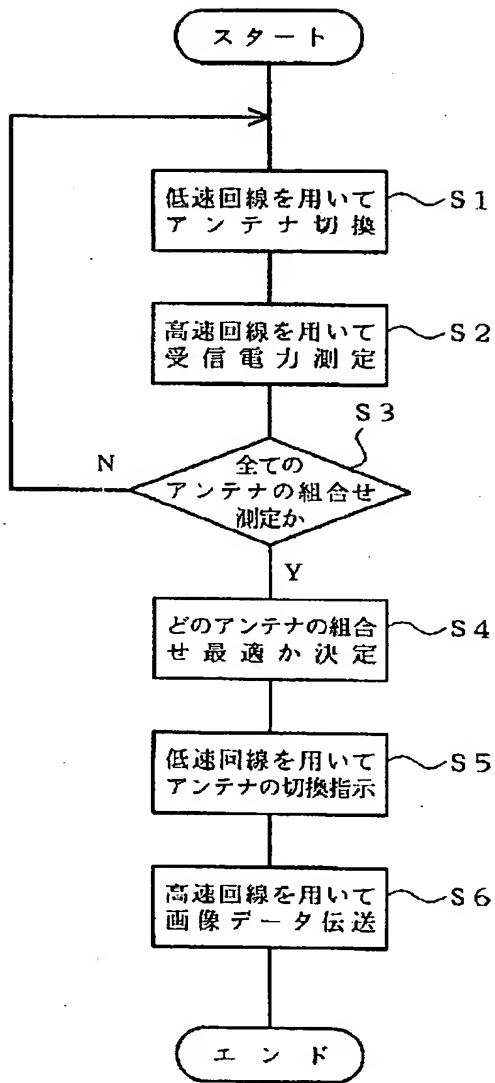 スタート
低速回線を用いて
アンテナ切換
S1
高速回線を用いて
受信電力測定
S2
S3
N
全ての
アンテナの組合せ
測定か
Y
どのアンテナの組合
せ最適か決定
S4
低速回線を用いて
アンテナの切換指示
S5
高速回線を用いて
画像データ伝送
S6
エンド